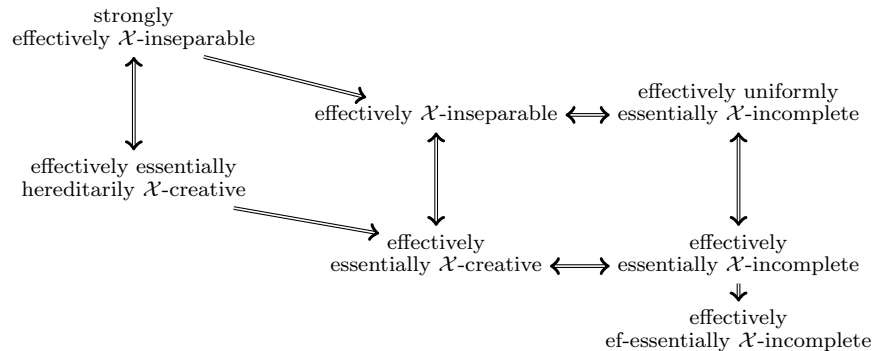 strongly
effectively 𝒳-inseparable
effectively 𝒳-inseparable
effectively uniformly
essentially 𝒳-incomplete
effectively essentially
hereditarily 𝒳-creative
effectively
essentially 𝒳-creative
effectively
essentially 𝒳-incomplete
effectively
ef-essentially 𝒳-incomplete